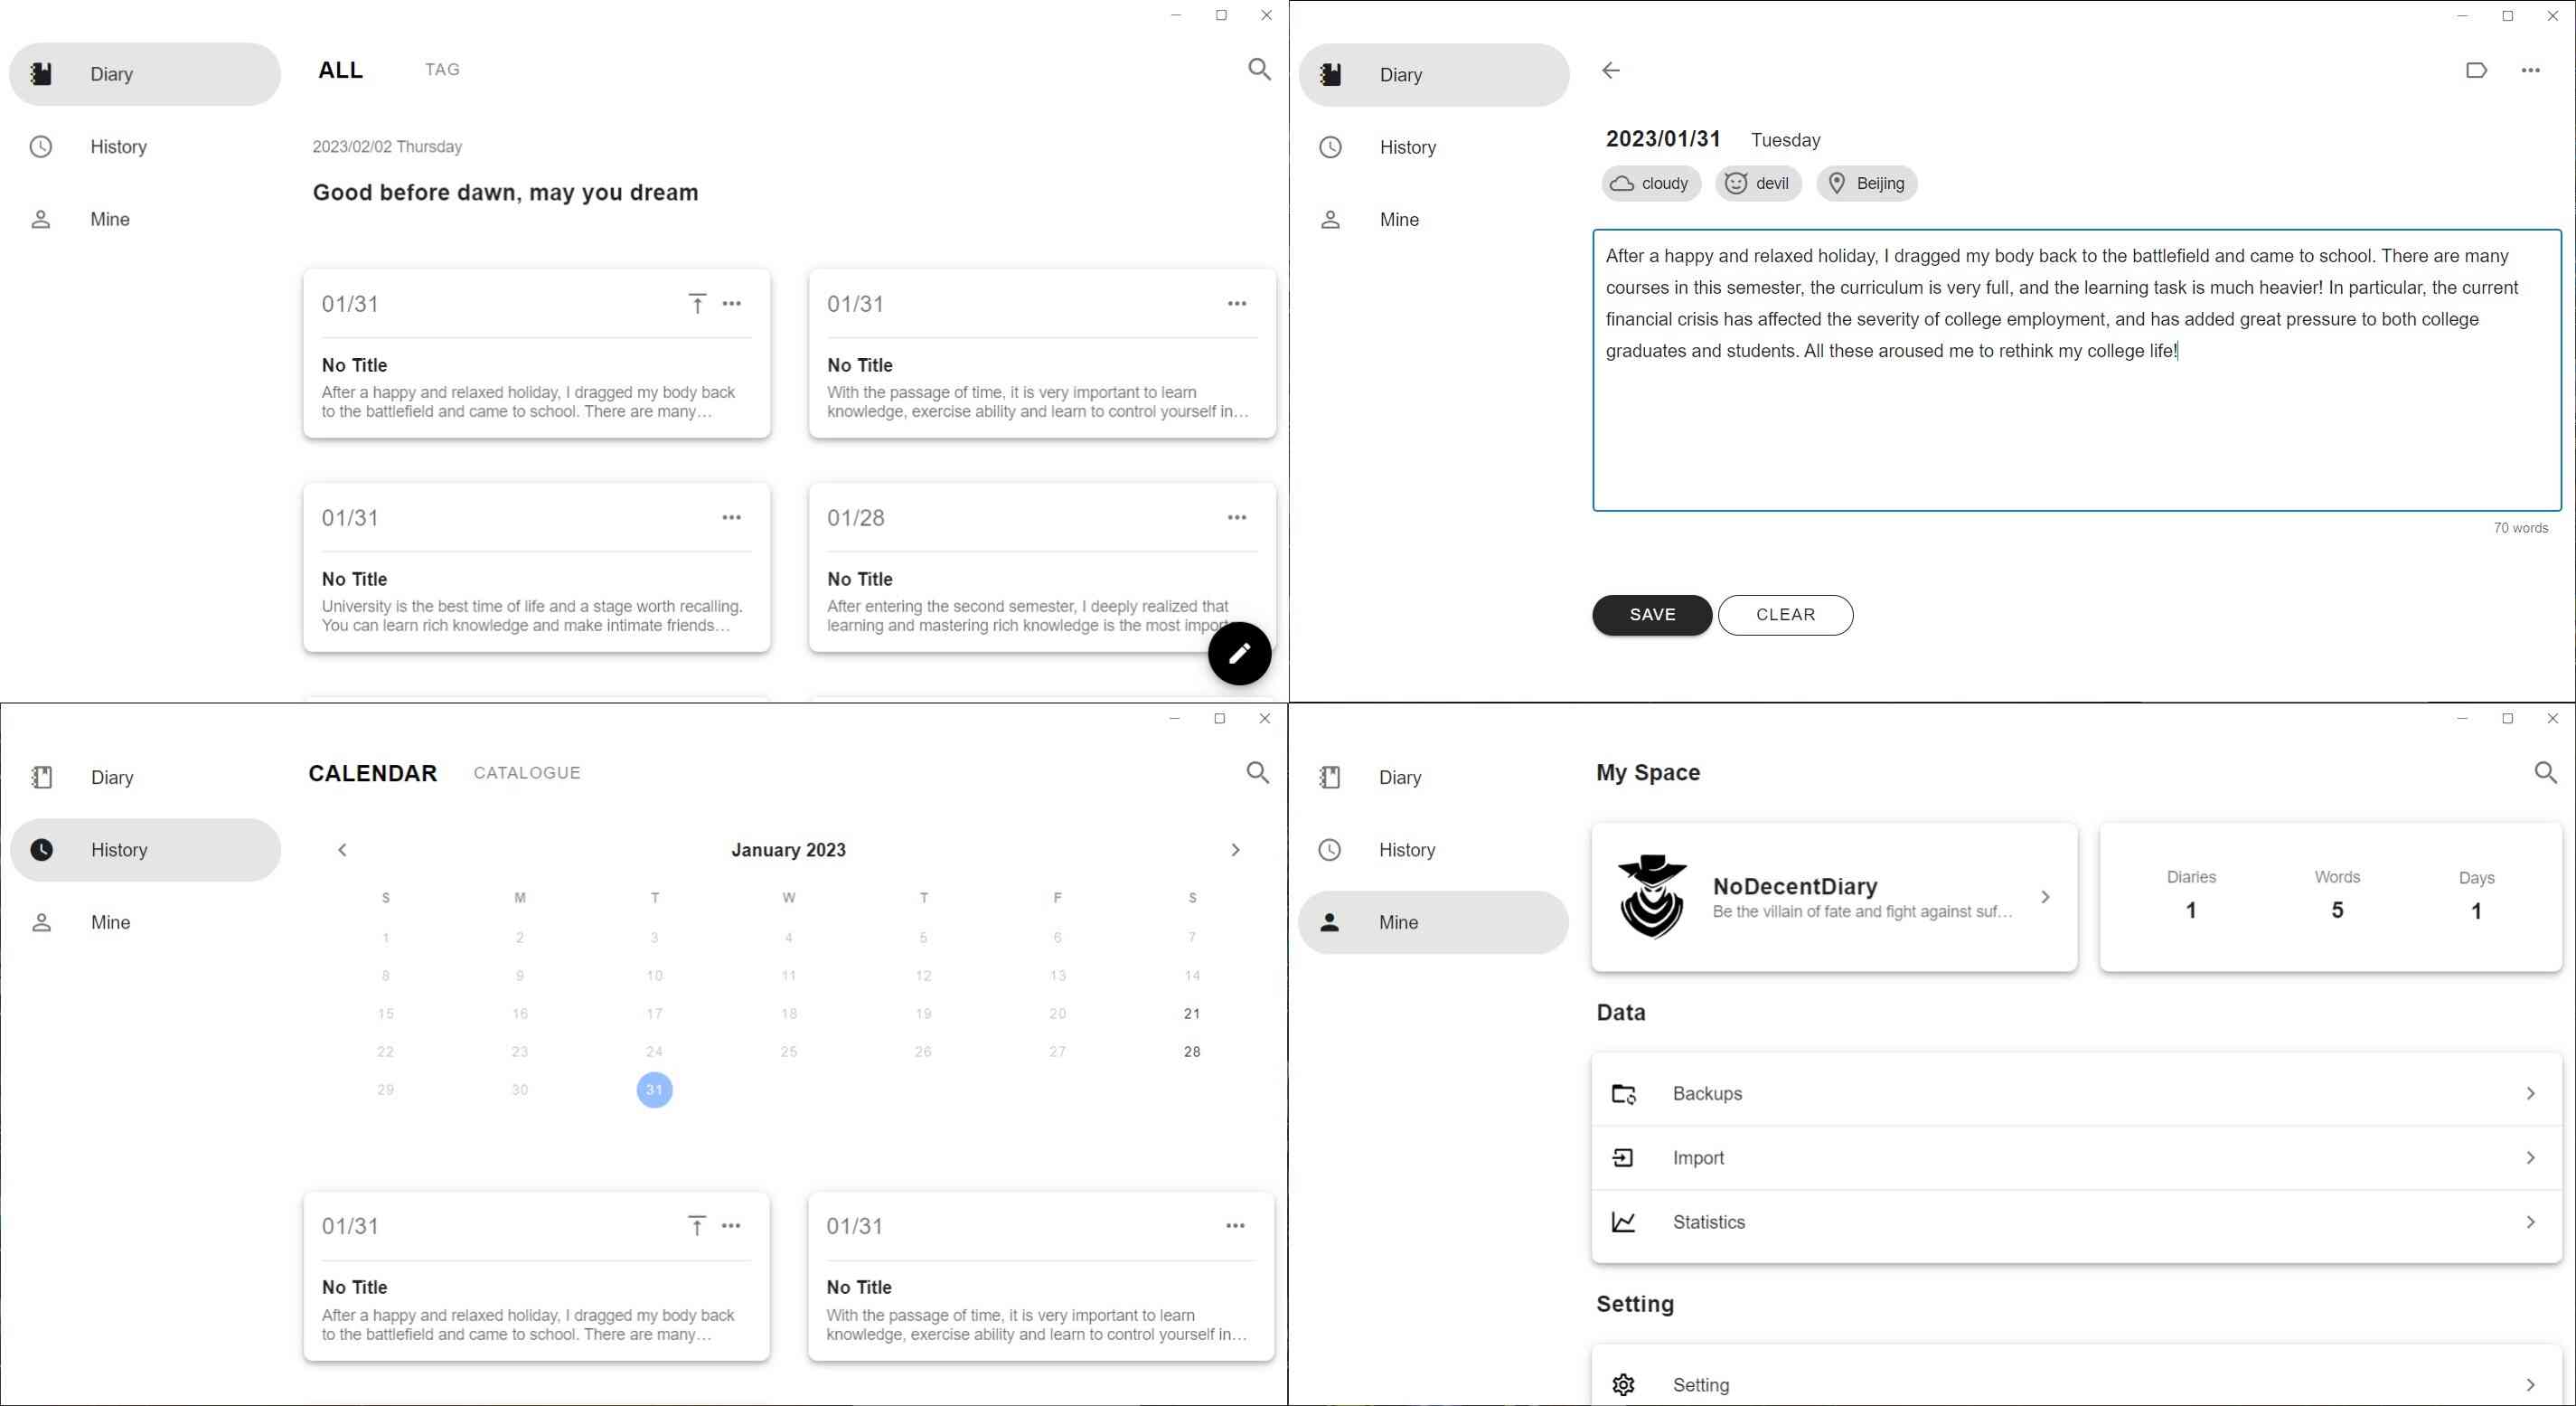 Diary
History
Mine
ALL TAG
2023/02/02 Thursday
Good before dawn, may you dream
01/31
No Title
After a happy and relaxed holiday, I dragged my body back
to the battlefield and came to school. There are many…
01/31
No Title
With the passage of time, it is very important to learn
knowledge, exercise ability and learn to control yourself in…
01/31
No Title
University is the best time of life and a stage worth recalling.
You can learn rich knowledge and make intimate friends…
01/28
No Title
After entering the second semester, I deeply realized that
learning and mastering rich knowledge is the most import
Diary
History
Mine
2023/01/31 Tuesday
cloudy devil Beijing
After a happy and relaxed holiday, I dragged my body back to the battlefield and came to school. There are many
courses in this semester, the curriculum is very full, and the learning task is much heavier! In particular, the current
financial crisis has affected the severity of college employment, and has added great pressure to both college
graduates and students. All these aroused me to rethink my college life!
70 words
SAVE CLEAR
Diary
History
Mine
CALENDAR CATALOGUE
January 2023
S M T W T F S
1 2 3 4 5 6 7
8 9 10 11 12 13 14
15 16 17 18 19 20 21
22 23 24 25 26 27 28
29 30 31
01/31
No Title
After a happy and relaxed holiday, I dragged my body back
to the battlefield and came to school. There are many…
01/31
No Title
With the passage of time, it is very important to learn
knowledge, exercise ability and learn to control yourself in…
Diary
History
Mine
My Space
NoDecentDiary
Be the villain of fate and fight against suf…
Diaries Words Days
1 5 1
Data
Backups
Import
Statistics
Setting
Setting